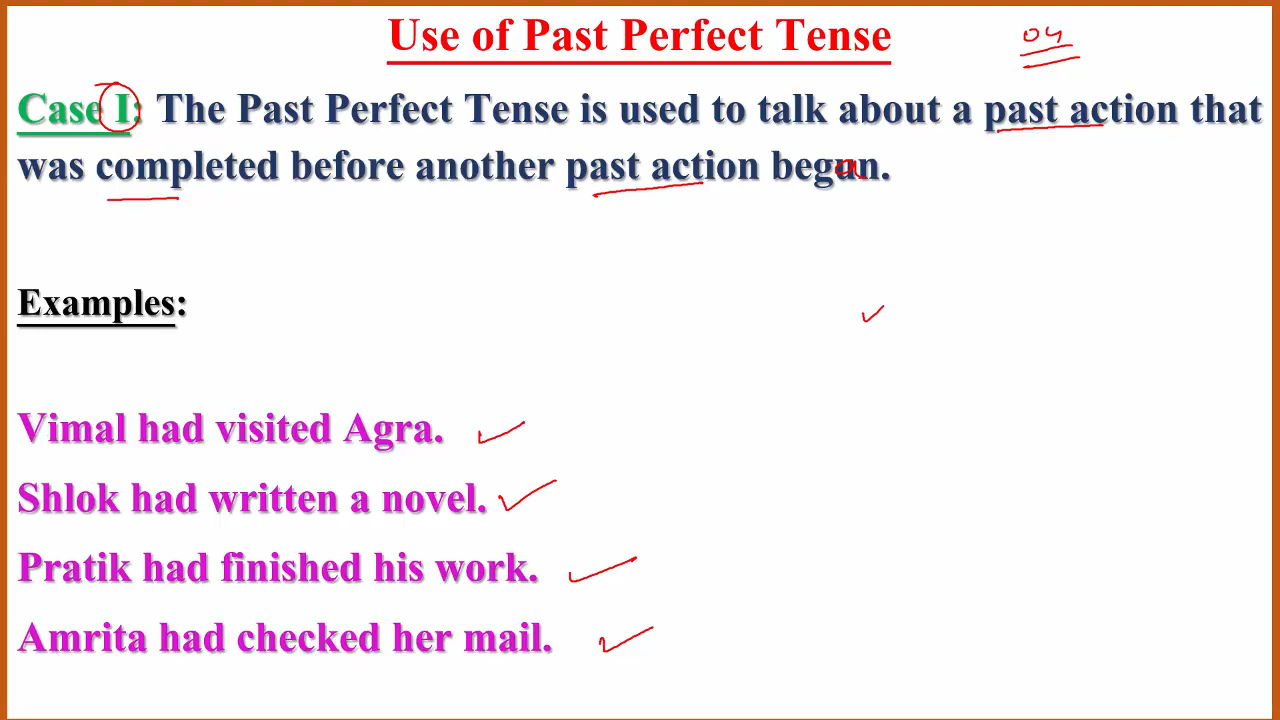 Use of Past Perfect Tense
04
Case I: The Past Perfect Tense is used to talk about a past action that
was completed before another past action began.
Examples:
Vimal had visited Agra.
Shlok had written a novel.
Pratik had finished his work.
Amrita had checked her mail.